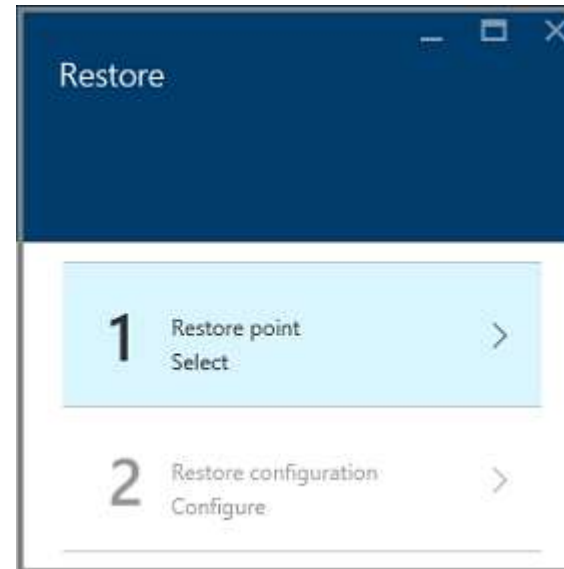 Restore
1
Restore point
Select
2
Restore configuration
Configure